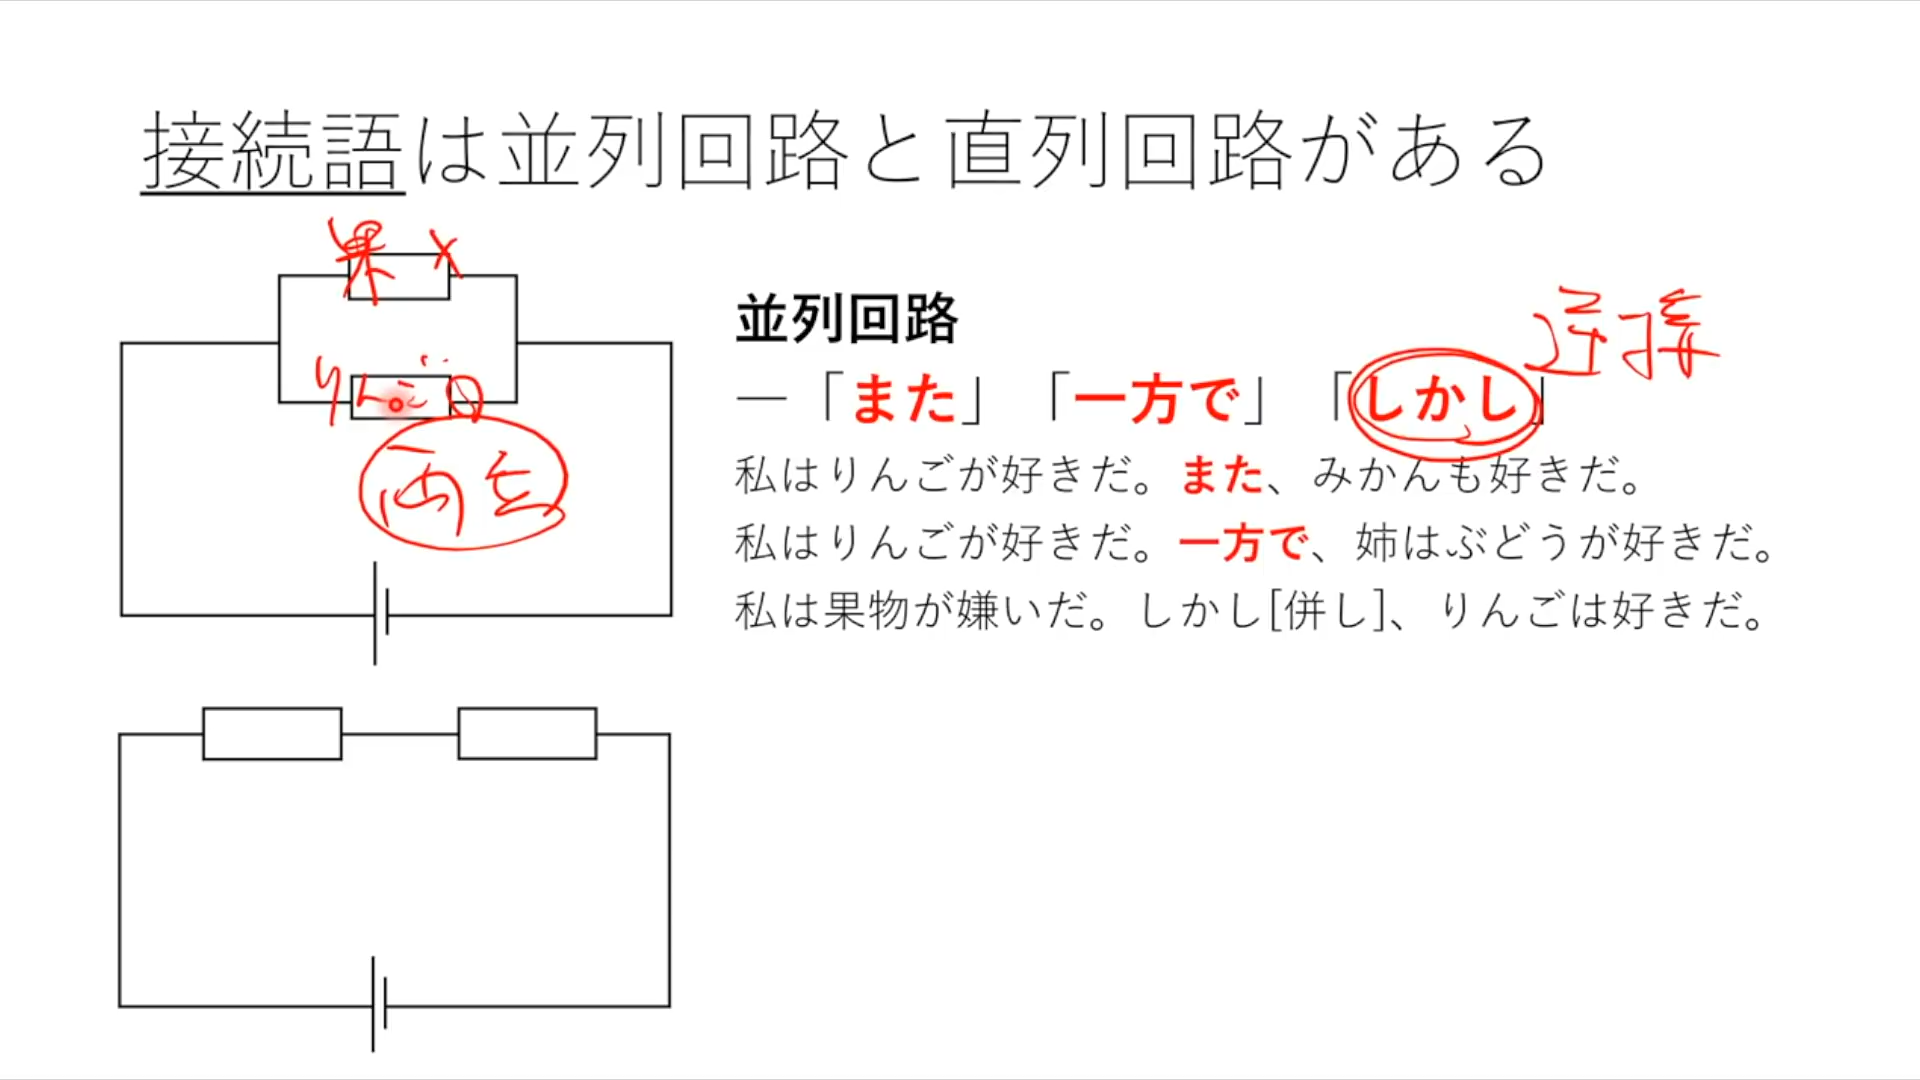 接続語は並列回路と直列回路がある
果 ×
りんご
両立
並列回路
逆接
―「また」「一方で」「しかし」
私はりんごが好きだ。また、みかんも好きだ。
私はりんごが好きだ。一方で、姉はぶどうが好きだ。
私は果物が嫌いだ。しかし[併し]、りんごは好きだ。